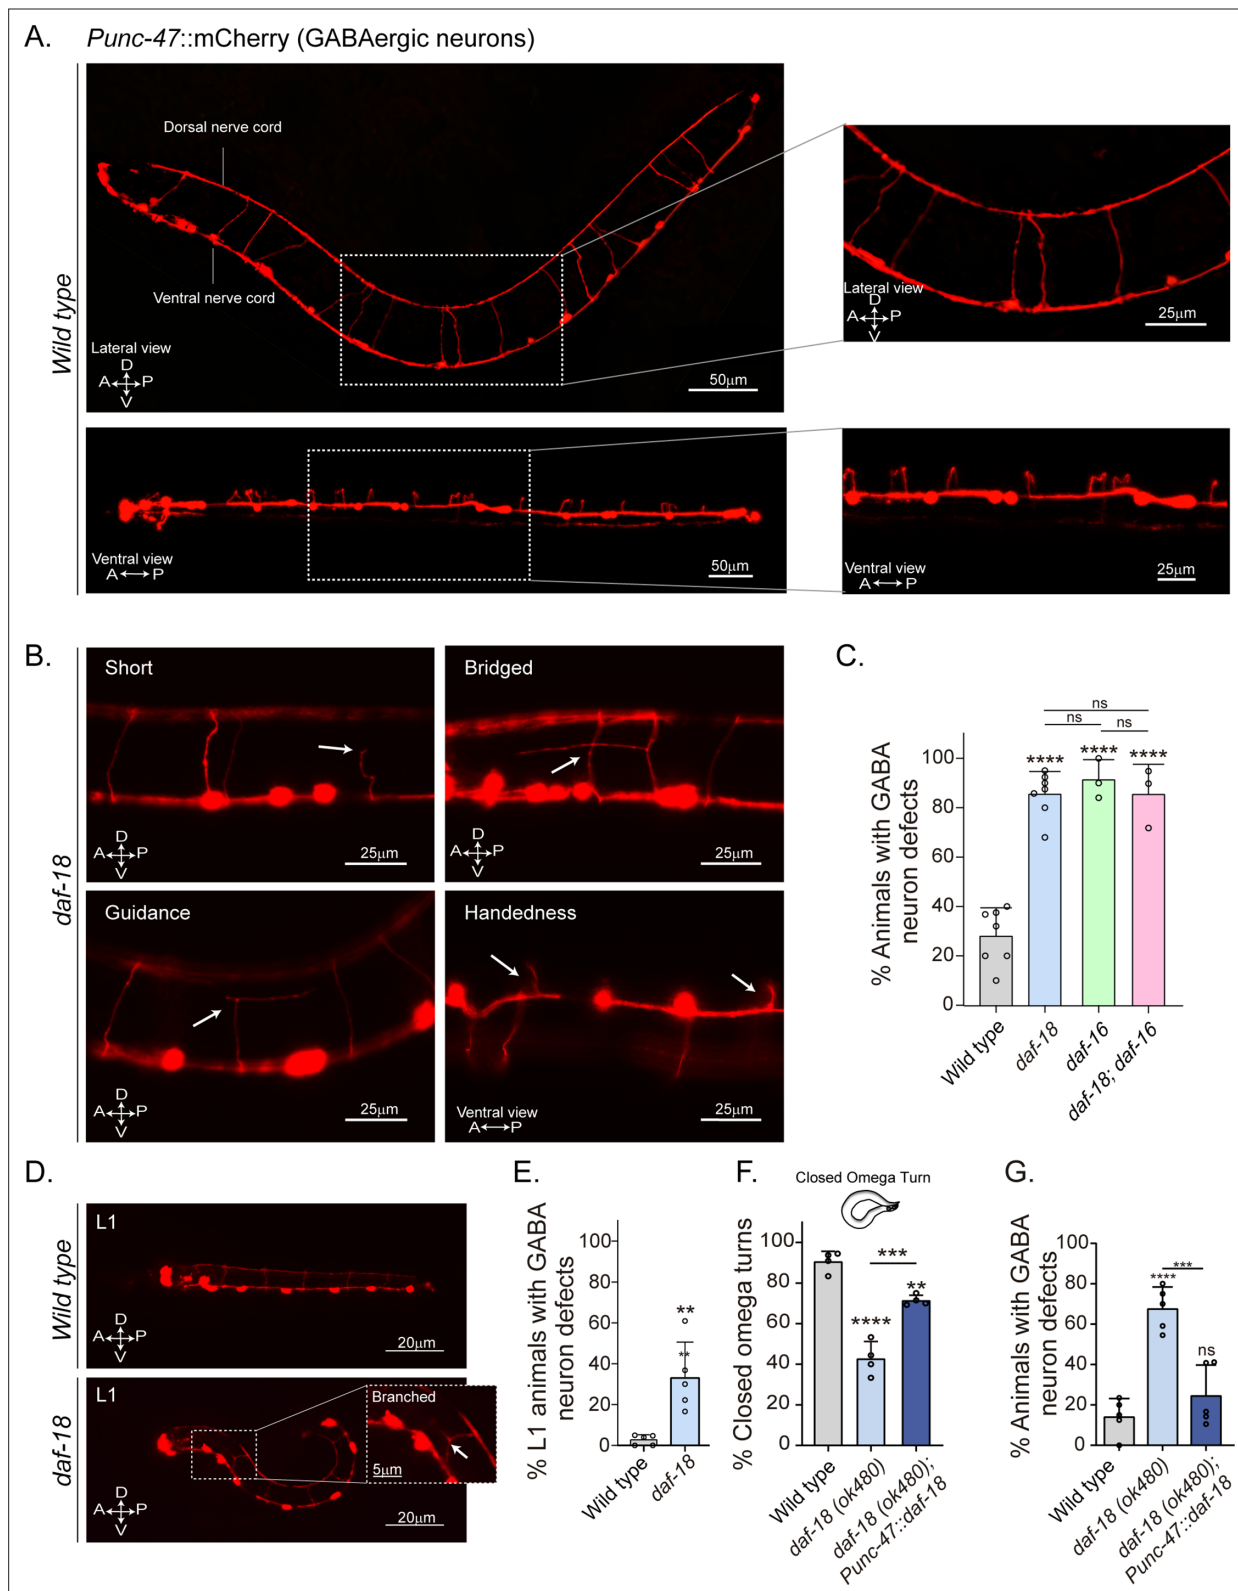 A. Punc-47::mCherry (GABAergic neurons)
Wild type
Dorsal nerve cord
Ventral nerve cord
Lateral view
D
A P
V
50µm
Lateral view
D
A P
V
25µm
Ventral view
A P
50µm
Ventral view
A P
25µm
B.
daf-18
Short
D
A P
V
25µm
Bridged
D
A P
V
25µm
Guidance
D
A P
V
25µm
Handedness
Ventral view
A P
25µm
C.
% Animals with GABA
neuron defects
100
80
60
40
20
0
ns
ns ns
**** **** ****
Wild type
daf-18
daf-16
daf-18; daf-16
D.
Wild type
L1
D
A P
V
20µm
daf-18
L1
D
A P
V
Branched
5µm
20µm
E.
% L1 animals with GABA
neuron defects
100
80
60
40
20
0
**
**
Wild type
daf-18
F.
Closed Omega Turn
% Closed omega turns
100
80
60
40
20
0
***
****
**
Wild type
daf-18 (ok480)
daf-18 (ok480);
Punc-47::daf-18
G.
% Animals with GABA
neuron defects
100
80
60
40
20
0
***
****
ns
Wild type
daf-18 (ok480)
daf-18 (ok480);
Punc-47::daf-18